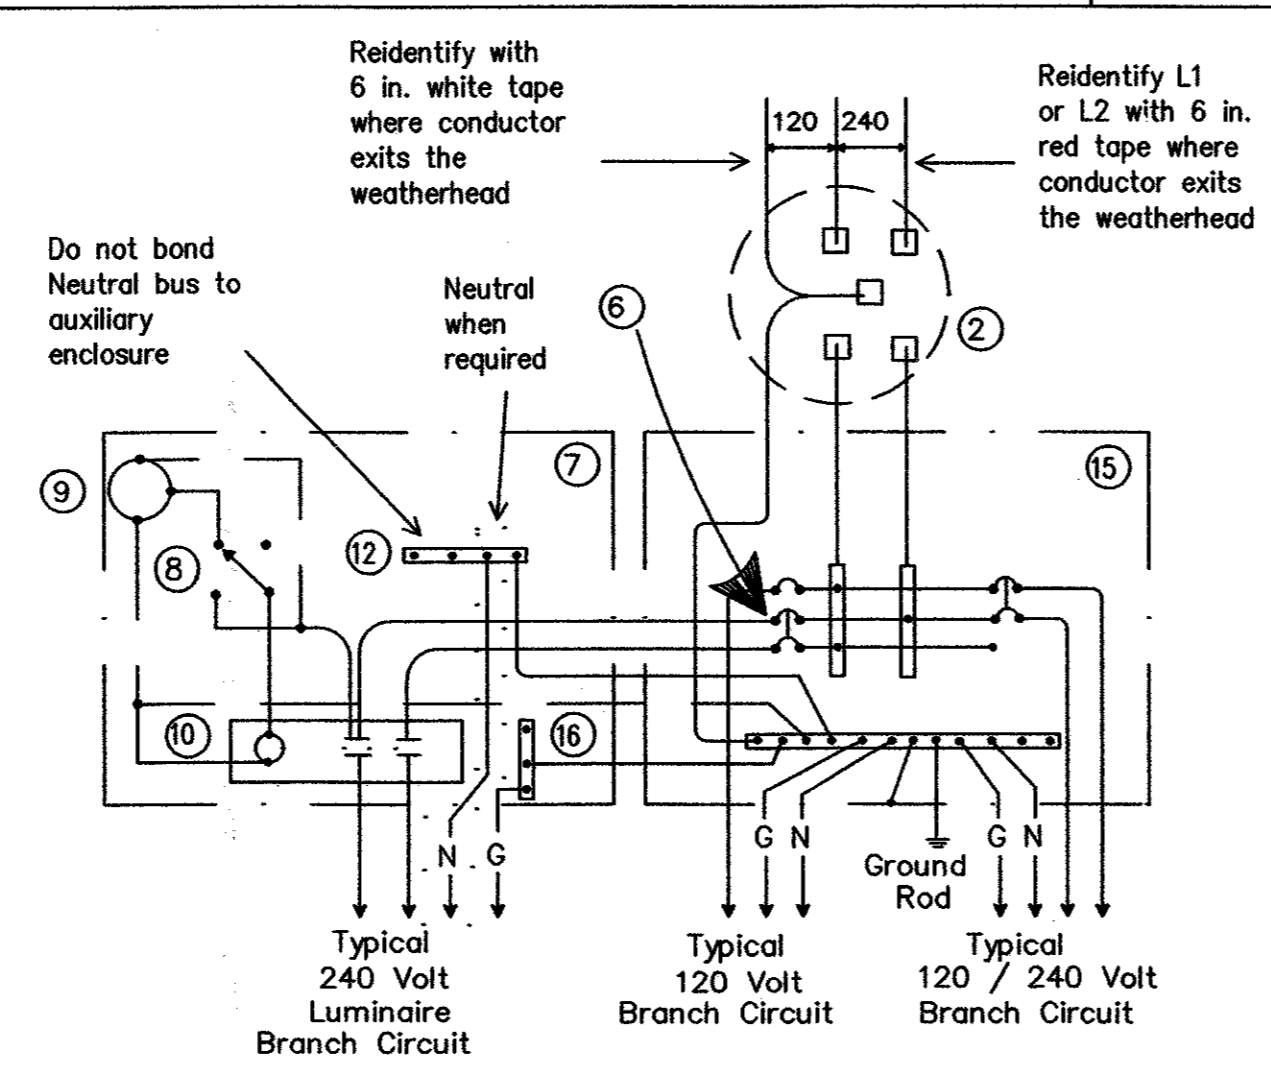 Reidentify with
6 in. white tape
where conductor
exits the
weatherhead
120
240
Reidentify L1
or L2 with 6 in.
red tape where
conductor exits
the weatherhead
Do not bond
Neutral bus to
auxiliary
enclosure
Neutral
when
required
6
2
9
7
15
8
12
10
16
N
G
G
N
Ground
Rod
G
N
Typical
240 Volt
Luminaire
Branch Circuit
Typical
120 Volt
Branch Circuit
Typical
120 / 240 Volt
Branch Circuit